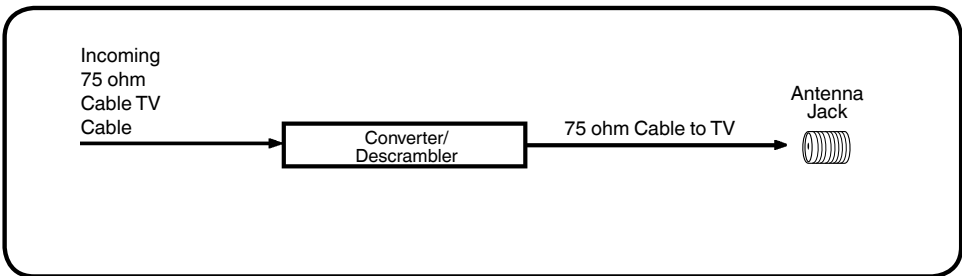 Incoming
75 ohm
Cable TV
Cable
Converter/
Descrambler
75 ohm Cable to TV
Antenna
Jack